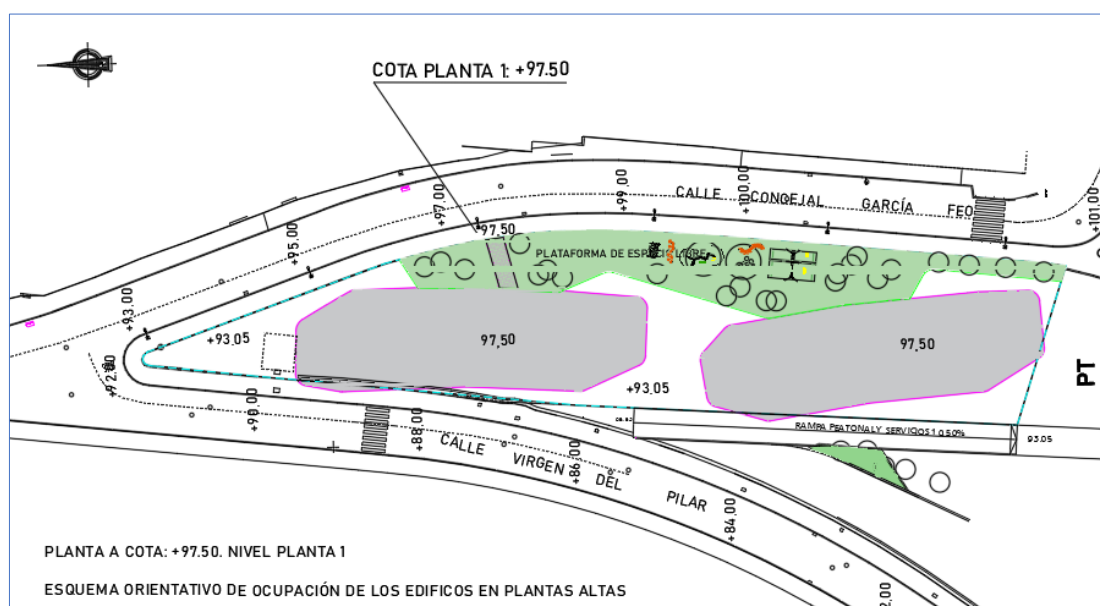 COTA PLANTA 1: +97.50
+101.00
+100.00
+99.00
+97.00
CALLE CONCEJAL GARCÍA FEO
97.50
+95.00
PLATAFORMA DE ESPACIO LIBRE
+93.00
+93.05
97.50
97.50
+92.00
+93.05
PT
+90.00
+88.00
RAMPA PEATONAL Y SERVICIOS 10.50%
93.05
CALLE VIRGEN DEL PILAR
+86.00
+84.00
PLANTA A COTA: +97.50. NIVEL PLANTA 1
ESQUEMA ORIENTATIVO DE OCUPACIÓN DE LOS EDIFICOS EN PLANTAS ALTAS